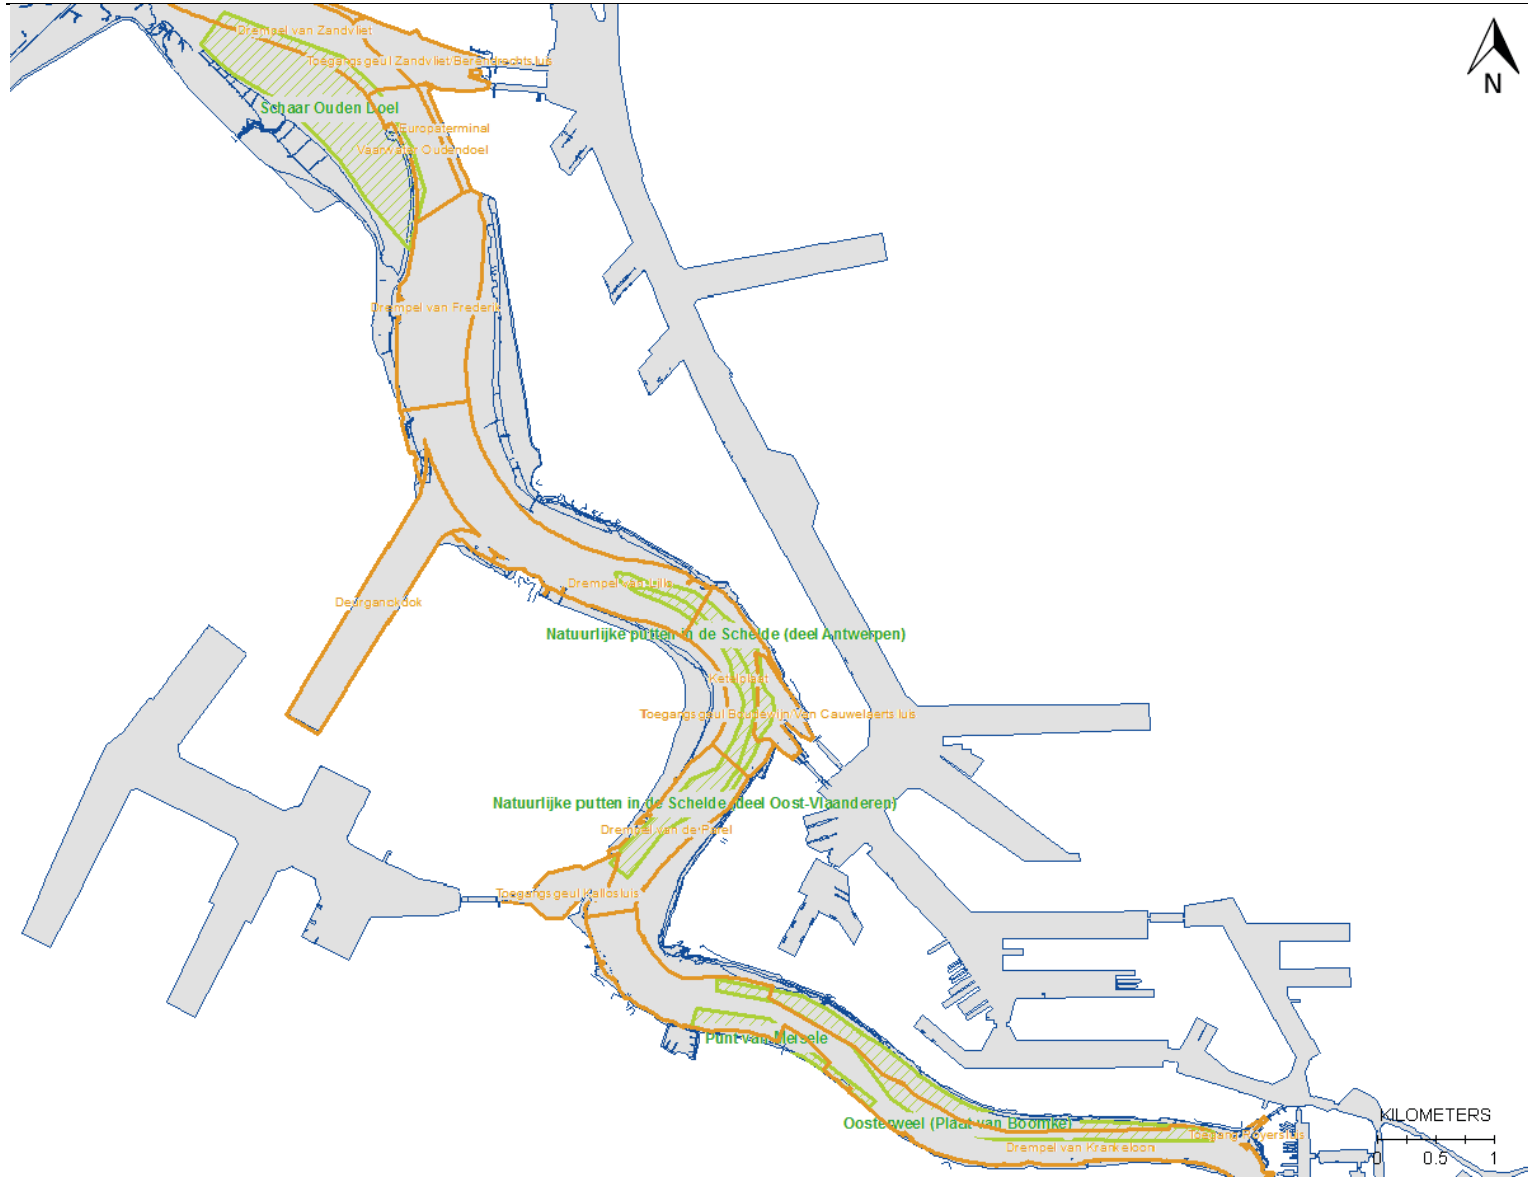 Drempel van Zandvliet
Toegangsgeul Zandvliet/Berendrechtsluis
N
Schaar Ouden Doel
Europaterminal
Vaarwater Oudendoel
Drempel van Frederik
Drempel van Lillo
Deurganckdok
Natuurlijke putten in de Schelde (deel Antwerpen)
Ketelplaat
Toegangsgeul Boudewijn/Van Cauwelaertsluis
Natuurlijke putten in de Schelde (deel Oost-Vlaanderen)
Drempel van de Parel
Toegangsgeul Kallosluis
Punt van Melsele
KILOMETERS
Oosterweel (Plaat van Boomke)
Toegang Royersluis
Drempel van Krankeloon
0 0.5 1